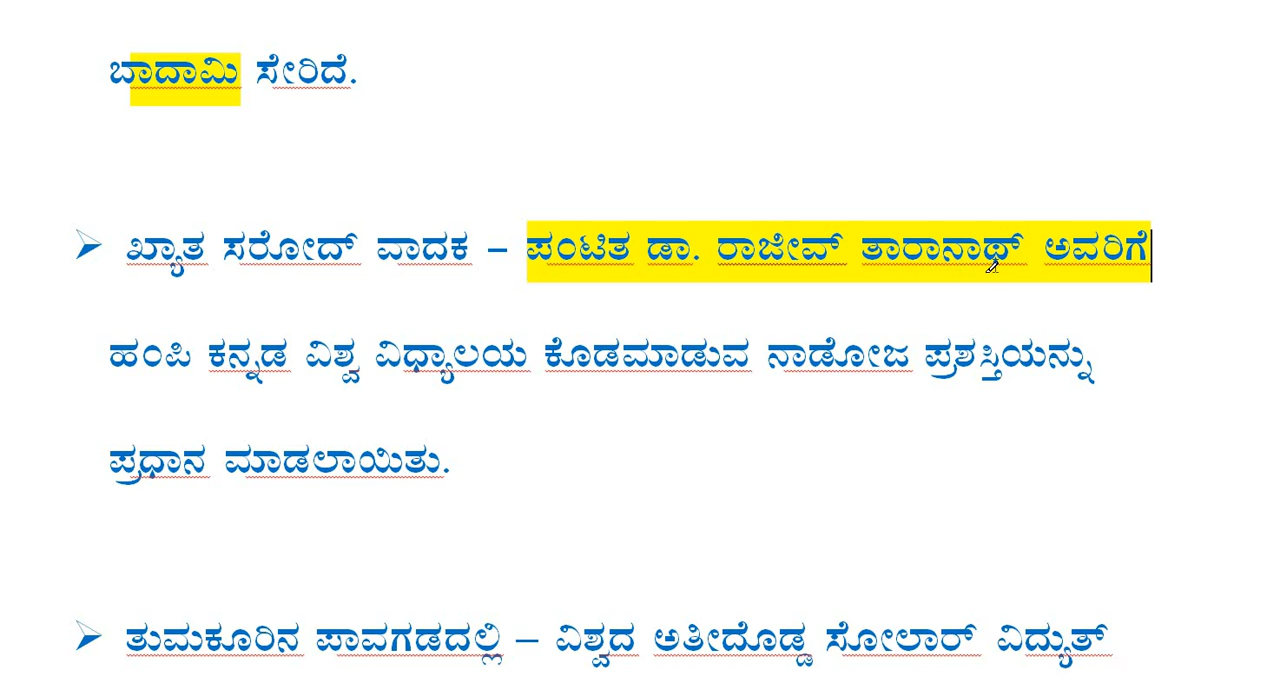 ಬಾದಾಮಿ ಸೇರಿದೆ.
➢ ಖ್ಯಾತ ಸರೋದ್ ವಾದಕ – ಪಂಟಿತ ಡಾ. ರಾಜೀವ್ ತಾರಾನಾಥ್ ಅವರಿಗೆ
ಹಂಪಿ ಕನ್ನಡ ವಿಶ್ವ ವಿಧ್ಯಾಲಯ ಕೊಡಮಾಡುವ ನಾಡೋಜ ಪ್ರಶಸ್ತಿಯನ್ನು
ಪ್ರಧಾನ ಮಾಡಲಾಯಿತು.
➢ ತುಮಕೂರಿನ ಪಾವಗಡದಲ್ಲಿ – ವಿಶ್ವದ ಅತೀದೊಡ್ಡ ಸೋಲಾರ್ ವಿದ್ಯುತ್